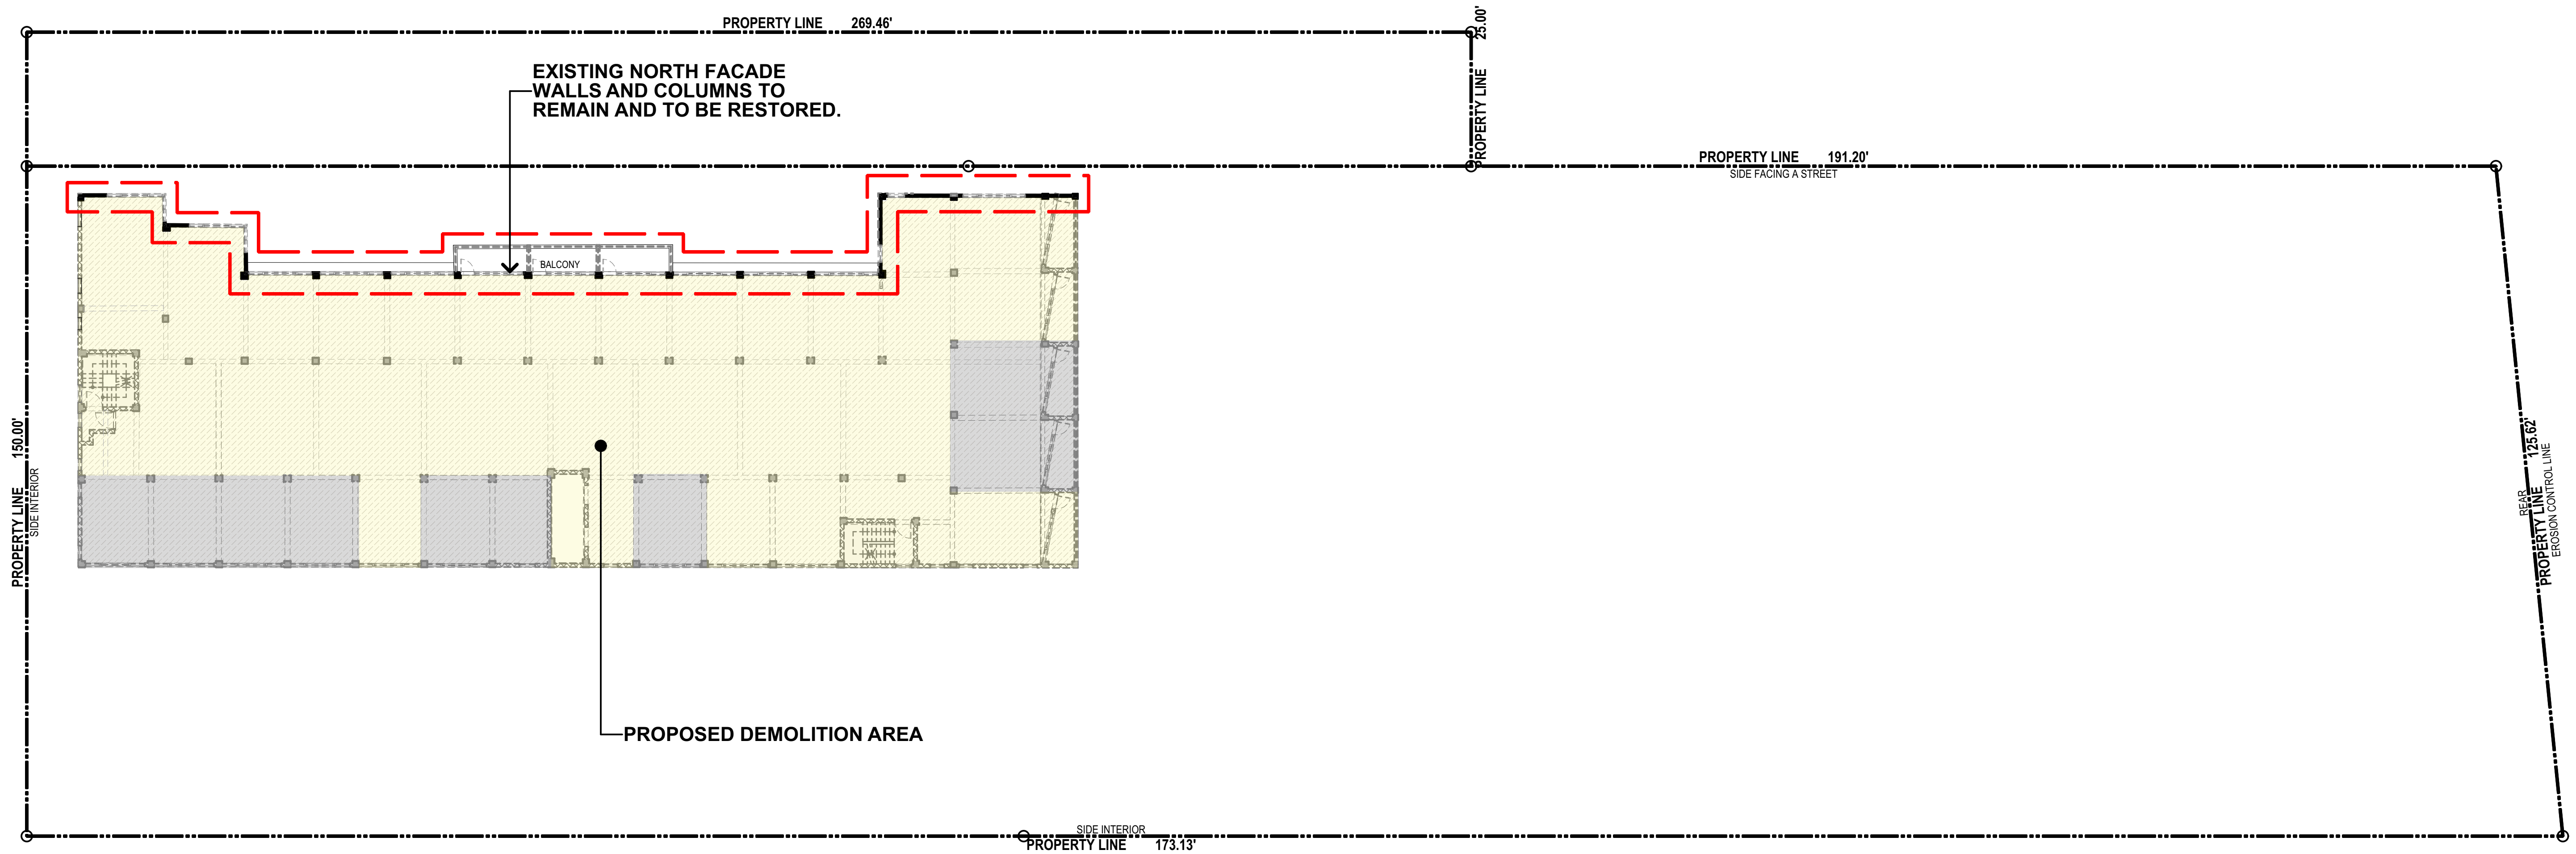 PROPERTY LINE 269.46'
25.00'
PROPERTY LINE
EXISTING NORTH FACADE
WALLS AND COLUMNS TO
REMAIN AND TO BE RESTORED.
PROPERTY LINE 191.20'
SIDE FACING A STREET
BALCONY
PROPERTY LINE 150.00'
SIDE INTERIOR
REAR
PROPERTY LINE 125.62'
EROSION CONTROL LINE
PROPOSED DEMOLITION AREA
SIDE INTERIOR
PROPERTY LINE 173.13'